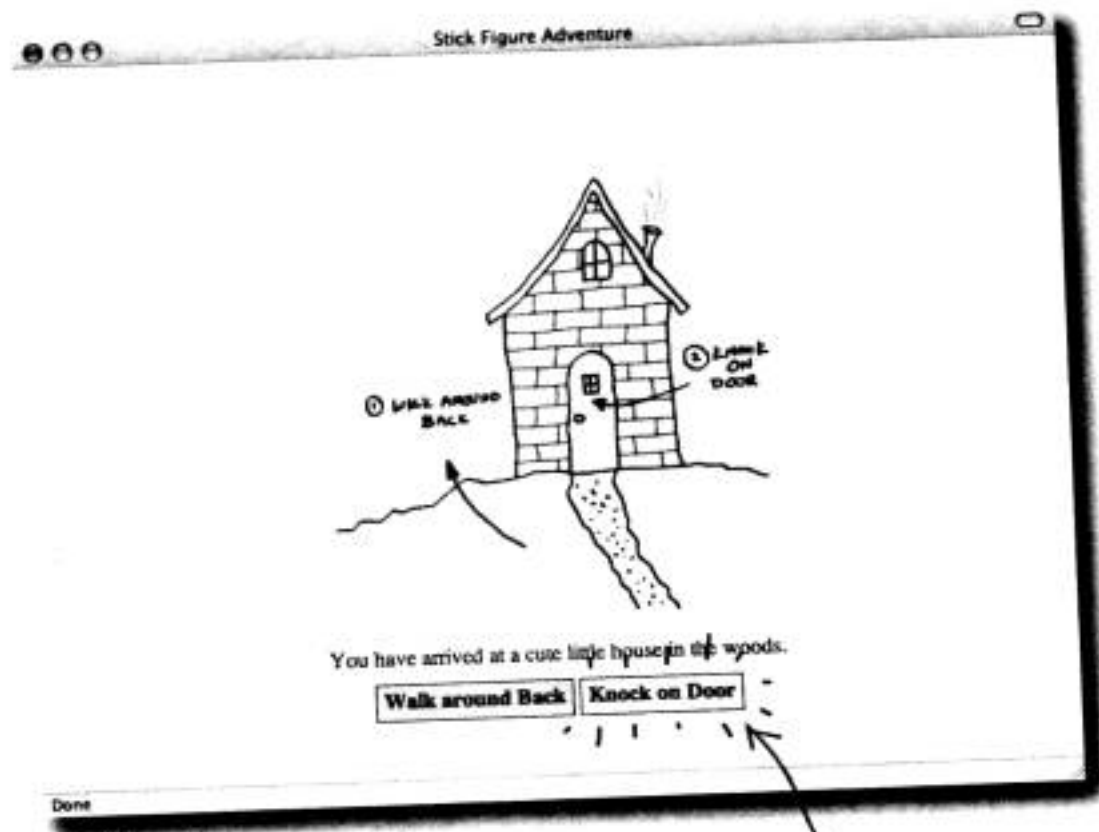 Stick Figure Adventure
② KNOCK
ON
DOOR
① WALK AROUND
BACK
You have arrived at a cute little house in the woods.
Walk around Back Knock on Door
Done